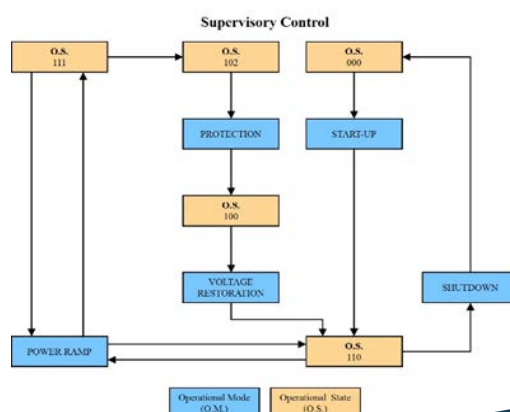 Supervisory Control
O.S.
111
O.S.
102
O.S.
000
PROTECTION
START-UP
O.S.
100
VOLTAGE
RESTORATION
SHUTDOWN
POWER RAMP
O.S.
110
Operational Mode
(O.M.)
Operational State
(O.S.)